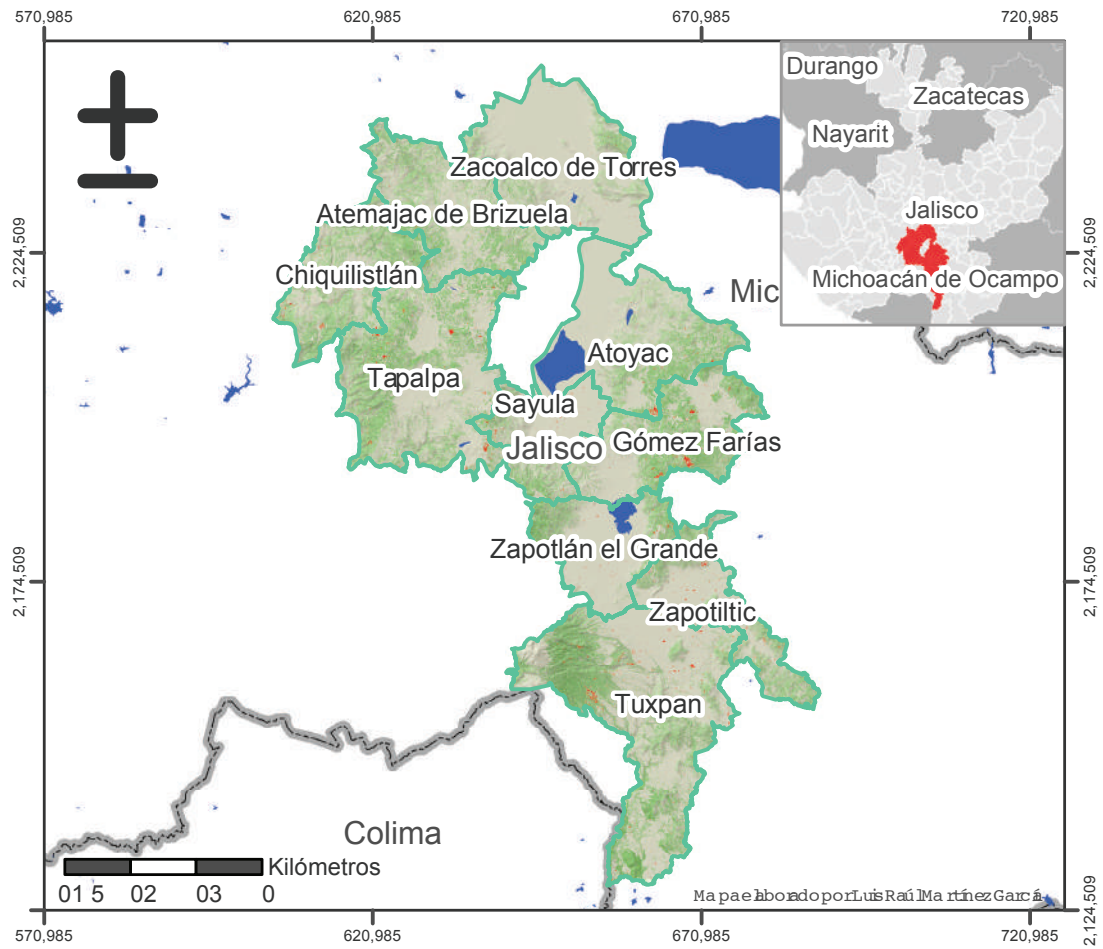 570,985 620,985 670,985 720,985
Durango
Zacatecas
Nayarit
Zacoalco de Torres
Atemajac de Brizuela
Jalisco
2,224,509
2,224,509
Chiquilistlán
Michoacán de Ocampo
Mic
Atoyac
Tapalpa
Sayula
Jalisco
Gómez Farías
Zapotlán el Grande
2,174,509
2,174,509
Zapotiltic
Tuxpan
Colima
Kilómetros
01 5 02 03 0
Mapa elaborado por Luis Raúl Martínez García
2,124,509
570,985 620,985 670,985 720,985